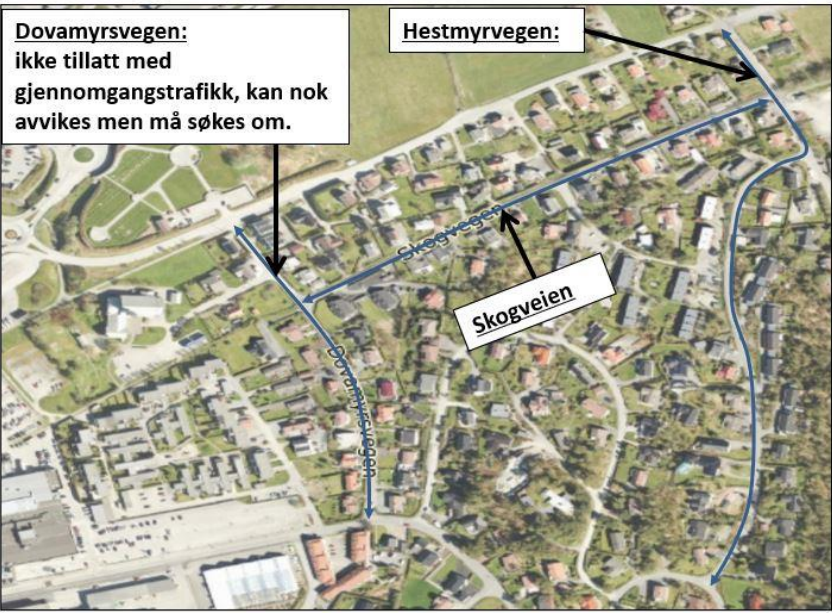 Dovamyrsvegen:
ikke tillatt med
gjennomgangstrafikk, kan nok
avvikes men må søkes om.
Hestmyrvegen:
Skogvegen
Skogveien
Dovamyrsvegen